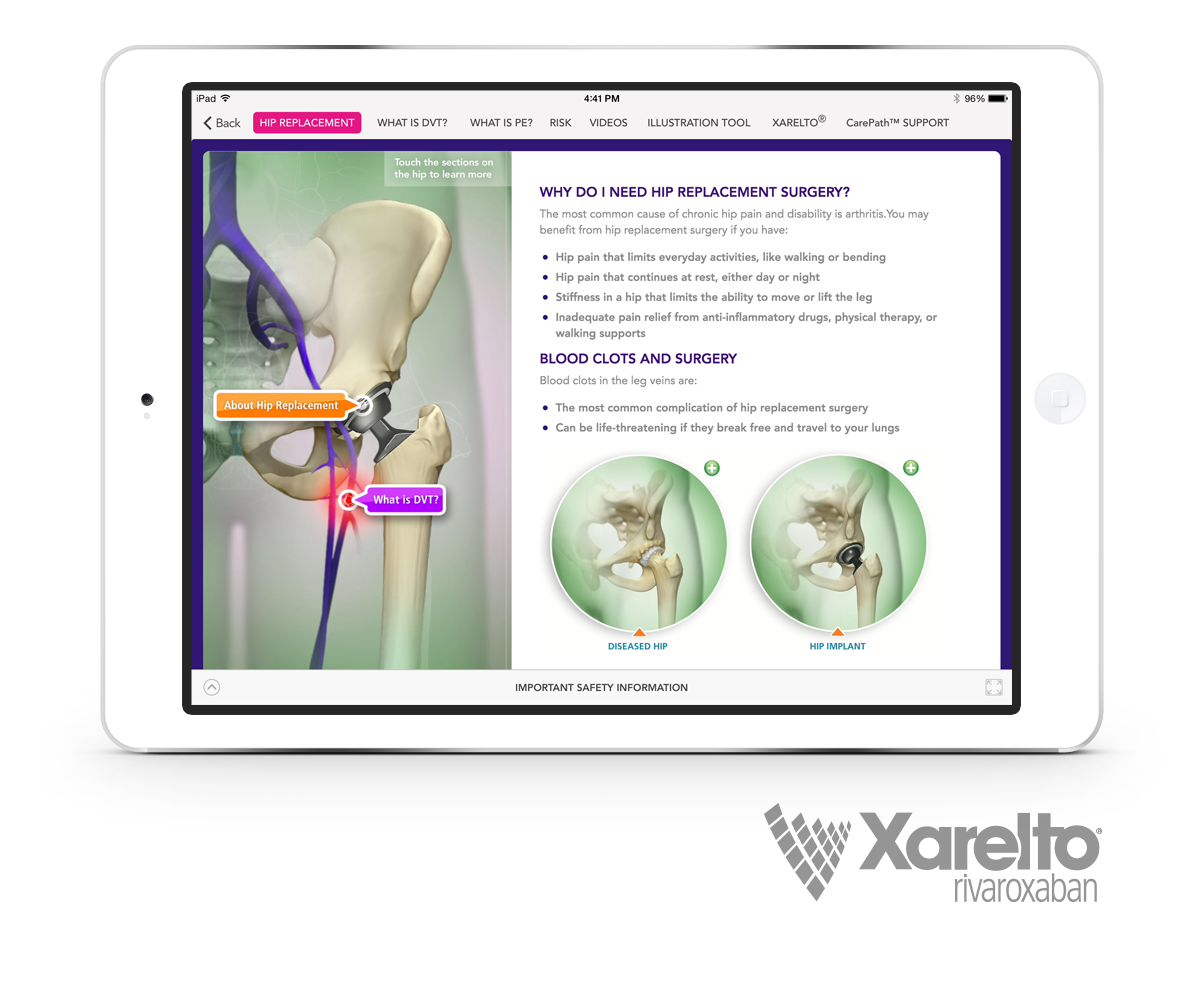 iPad 4:41 PM 96%
Back HIP REPLACEMENT WHAT IS DVT? WHAT IS PE? RISK VIDEOS ILLUSTRATION TOOL XARELTO® CarePath™ SUPPORT
Touch the sections on
the hip to learn more
About Hip Replacement
What is DVT?
WHY DO I NEED HIP REPLACEMENT SURGERY?
The most common cause of chronic hip pain and disability is arthritis.You may
benefit from hip replacement surgery if you have:
• Hip pain that limits everyday activities, like walking or bending
• Hip pain that continues at rest, either day or night
• Stiffness in a hip that limits the ability to move or lift the leg
• Inadequate pain relief from anti-inflammatory drugs, physical therapy, or
walking supports
BLOOD CLOTS AND SURGERY
Blood clots in the leg veins are:
• The most common complication of hip replacement surgery
• Can be life-threatening if they break free and travel to your lungs
DISEASED HIP HIP IMPLANT
IMPORTANT SAFETY INFORMATION
Xarelto®
rivaroxaban